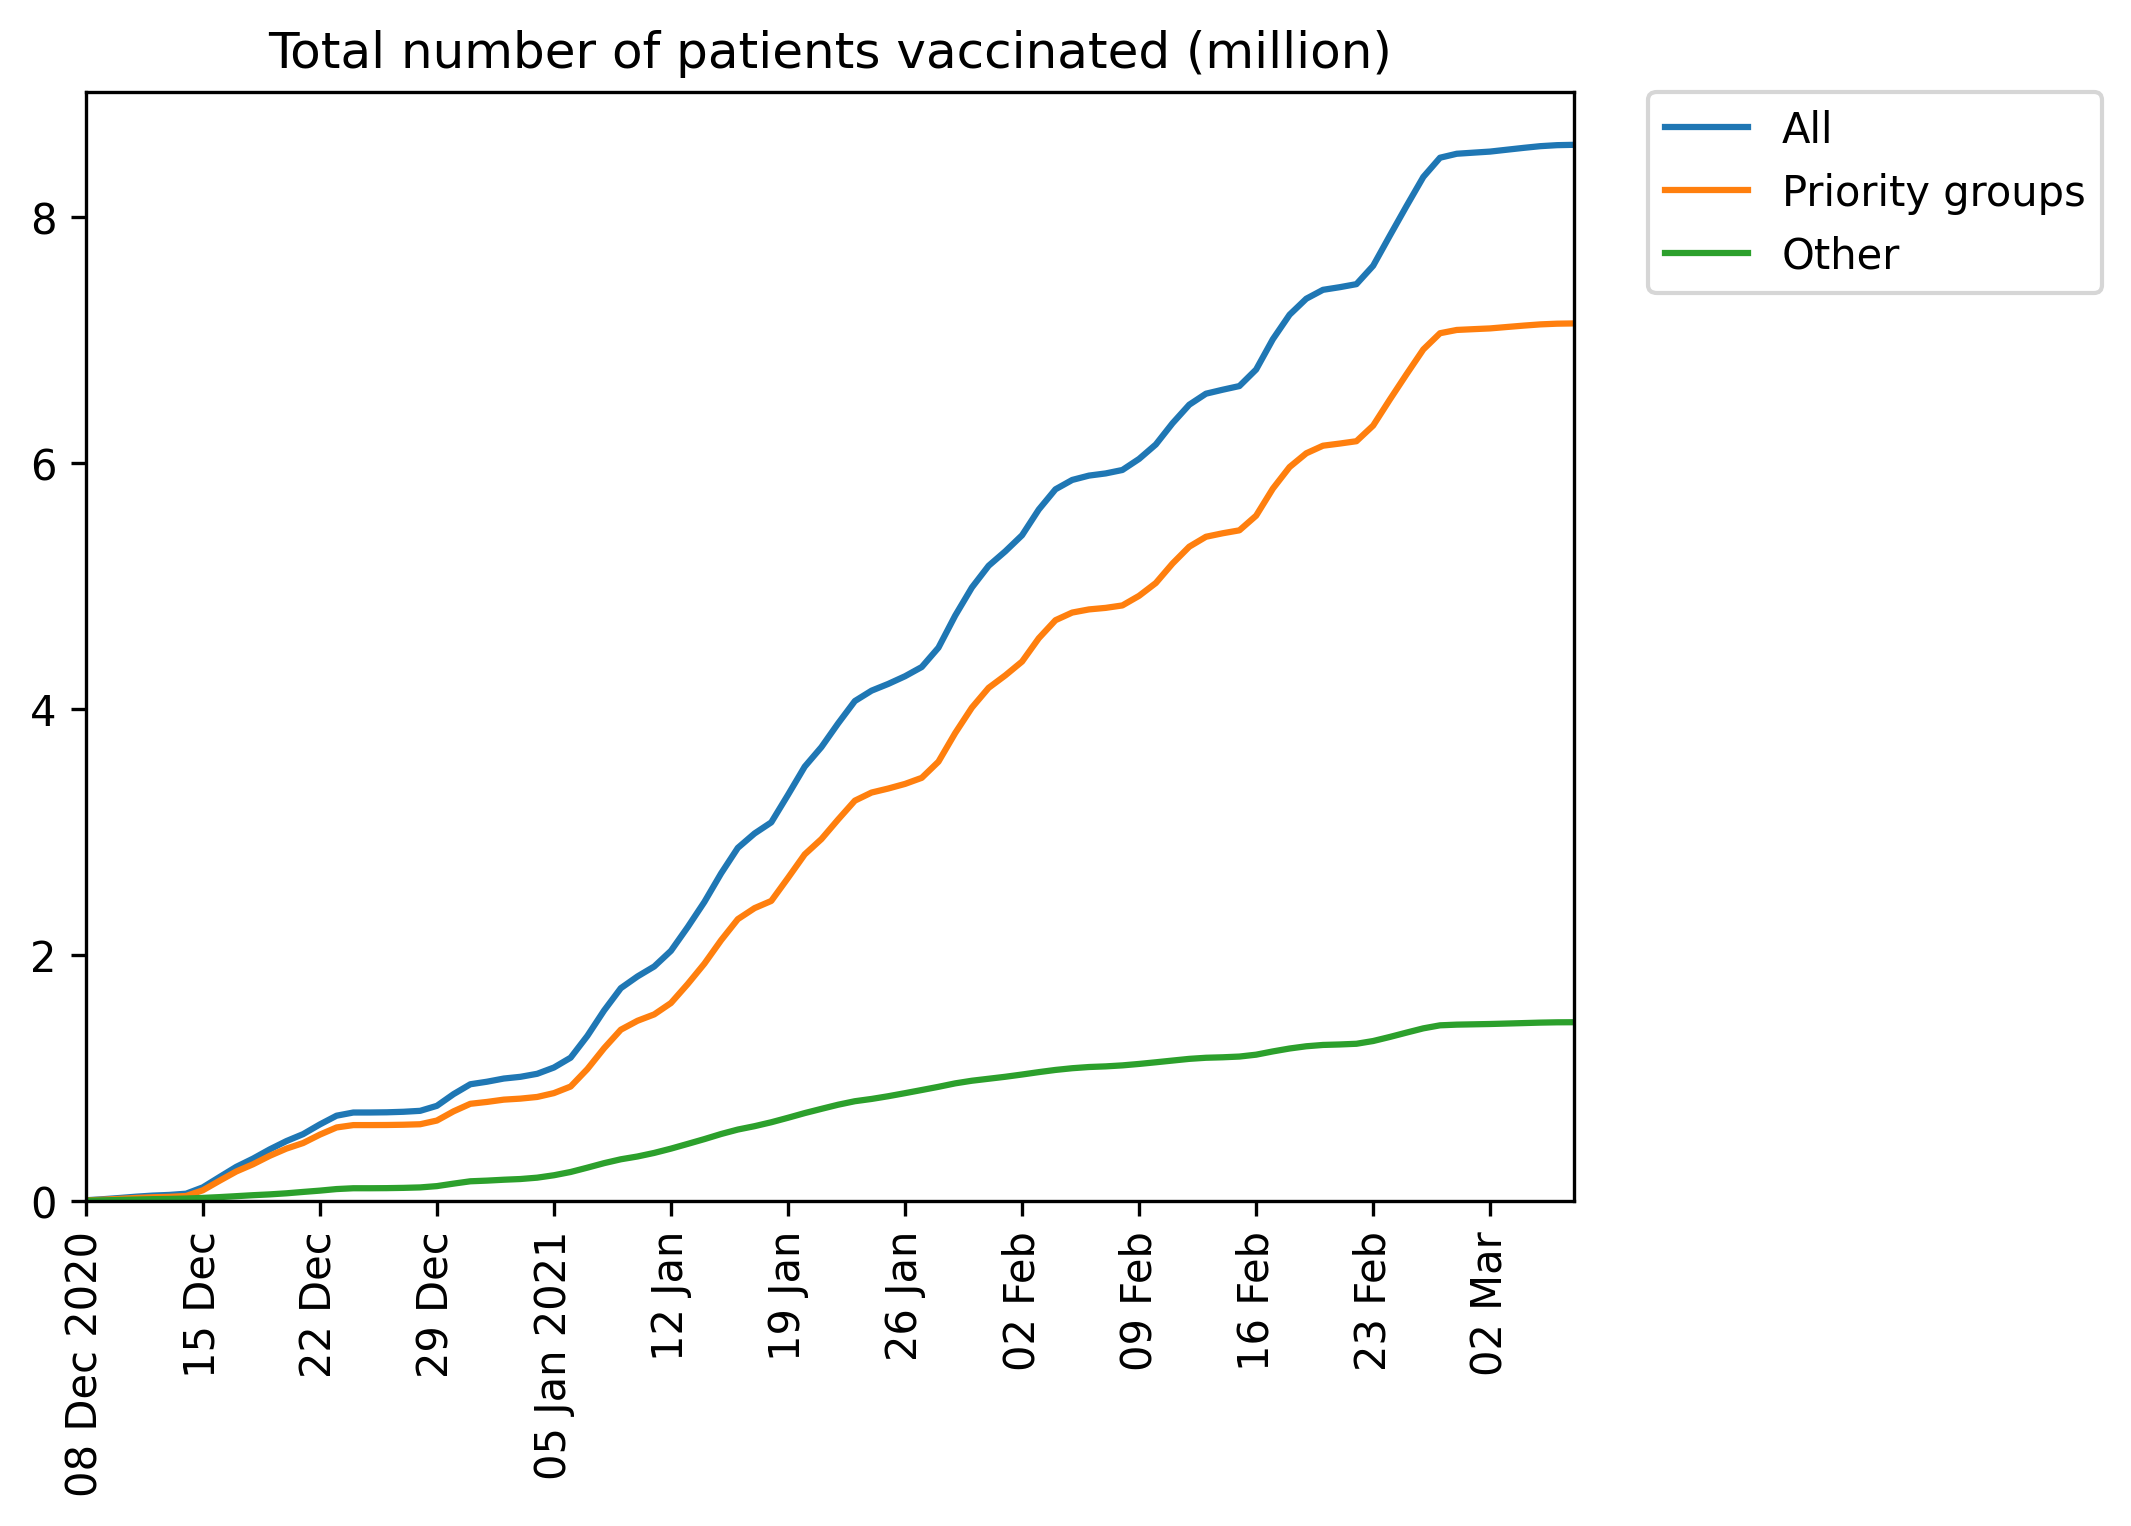 Total number of patients vaccinated (million)
All
Priority groups
Other
8
6
4
2
0
08 Dec 2020
15 Dec
22 Dec
29 Dec
05 Jan 2021
12 Jan
19 Jan
26 Jan
02 Feb
09 Feb
16 Feb
23 Feb
02 Mar